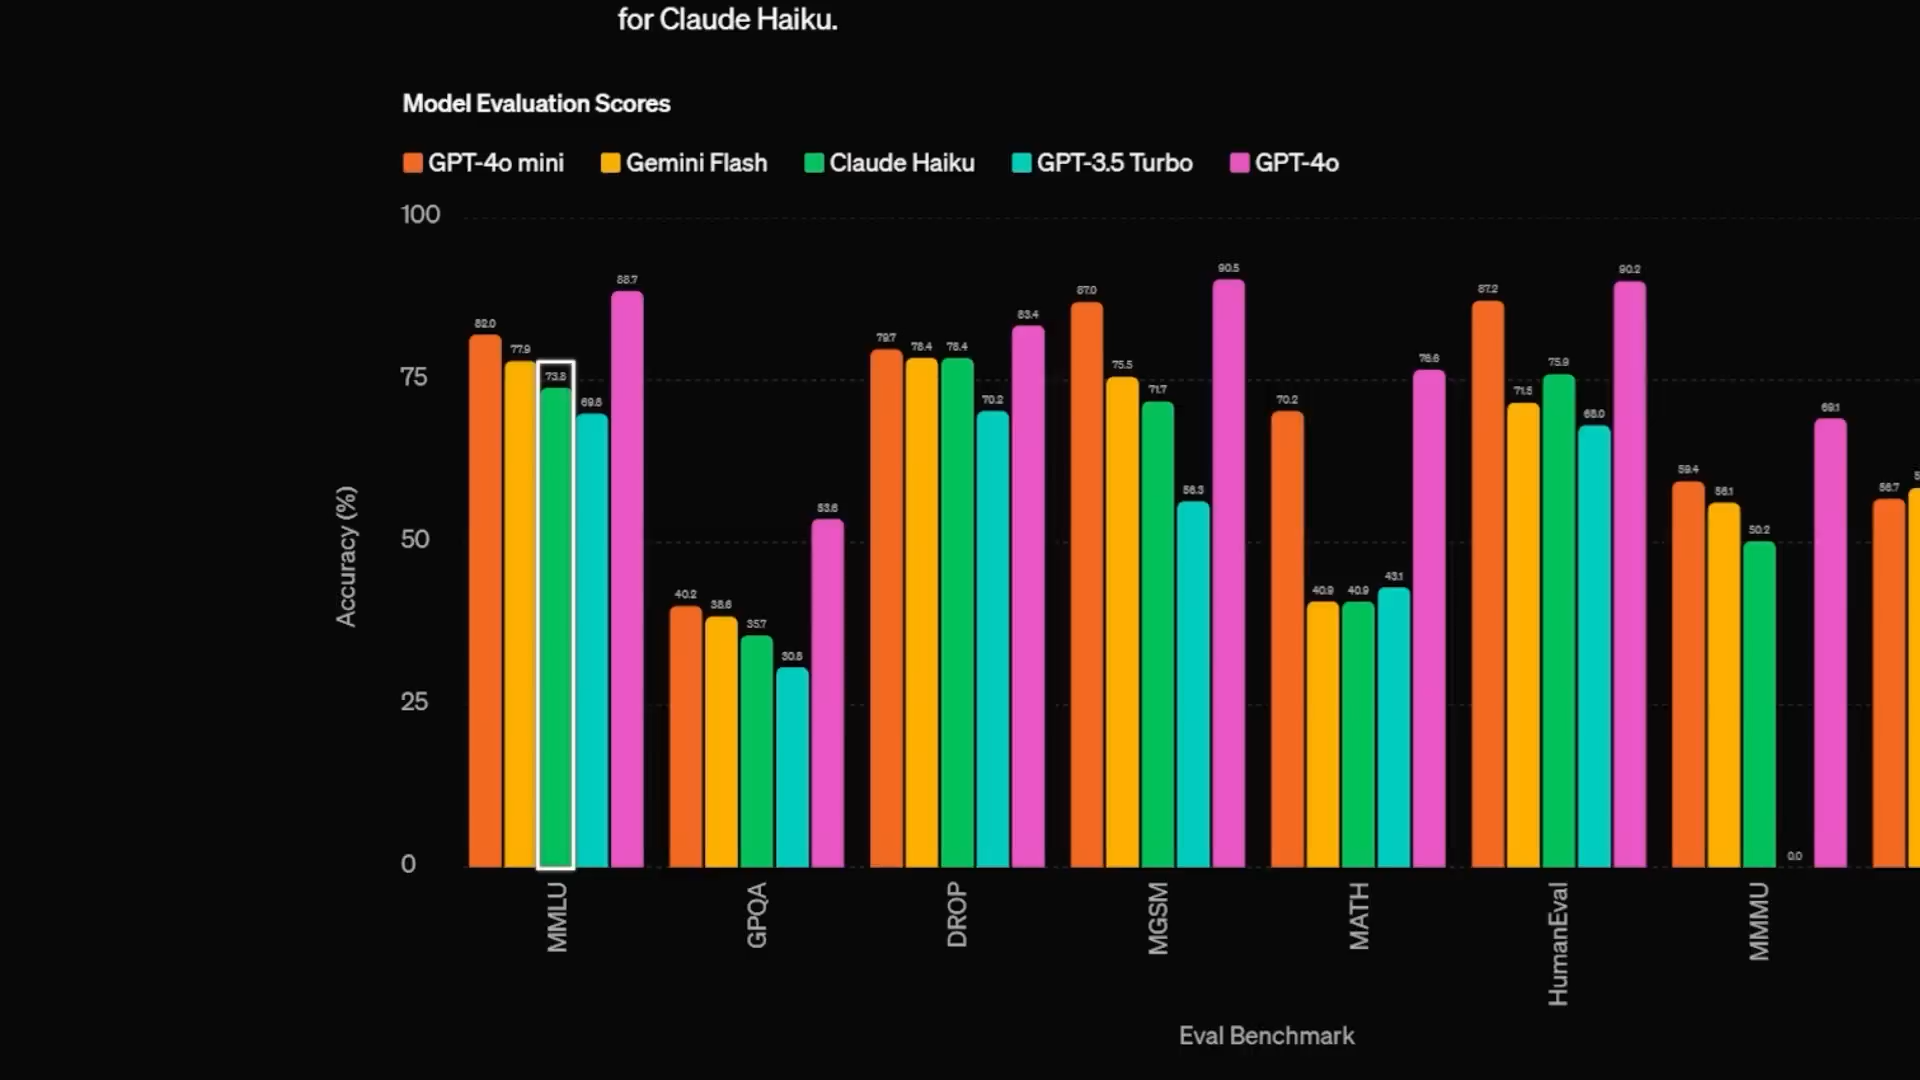 for Claude Haiku.
Model Evaluation Scores
GPT-4o mini Gemini Flash Claude Haiku GPT-3.5 Turbo GPT-4o
100
75
50
25
0
Accuracy (%)
82.0 77.9 73.8 69.8 88.7
40.2 38.6 35.7 30.8 53.6
79.7 78.4 78.4 70.2 83.4
87.0 75.5 71.7 56.3 90.5
70.2 40.9 40.9 43.1 76.6
87.2 71.5 75.9 68.0 90.2
59.4 56.1 50.2 0.0 69.1
56.7
MMLU
GPQA
DROP
MGSM
MATH
HumanEval
MMMU
Eval Benchmark